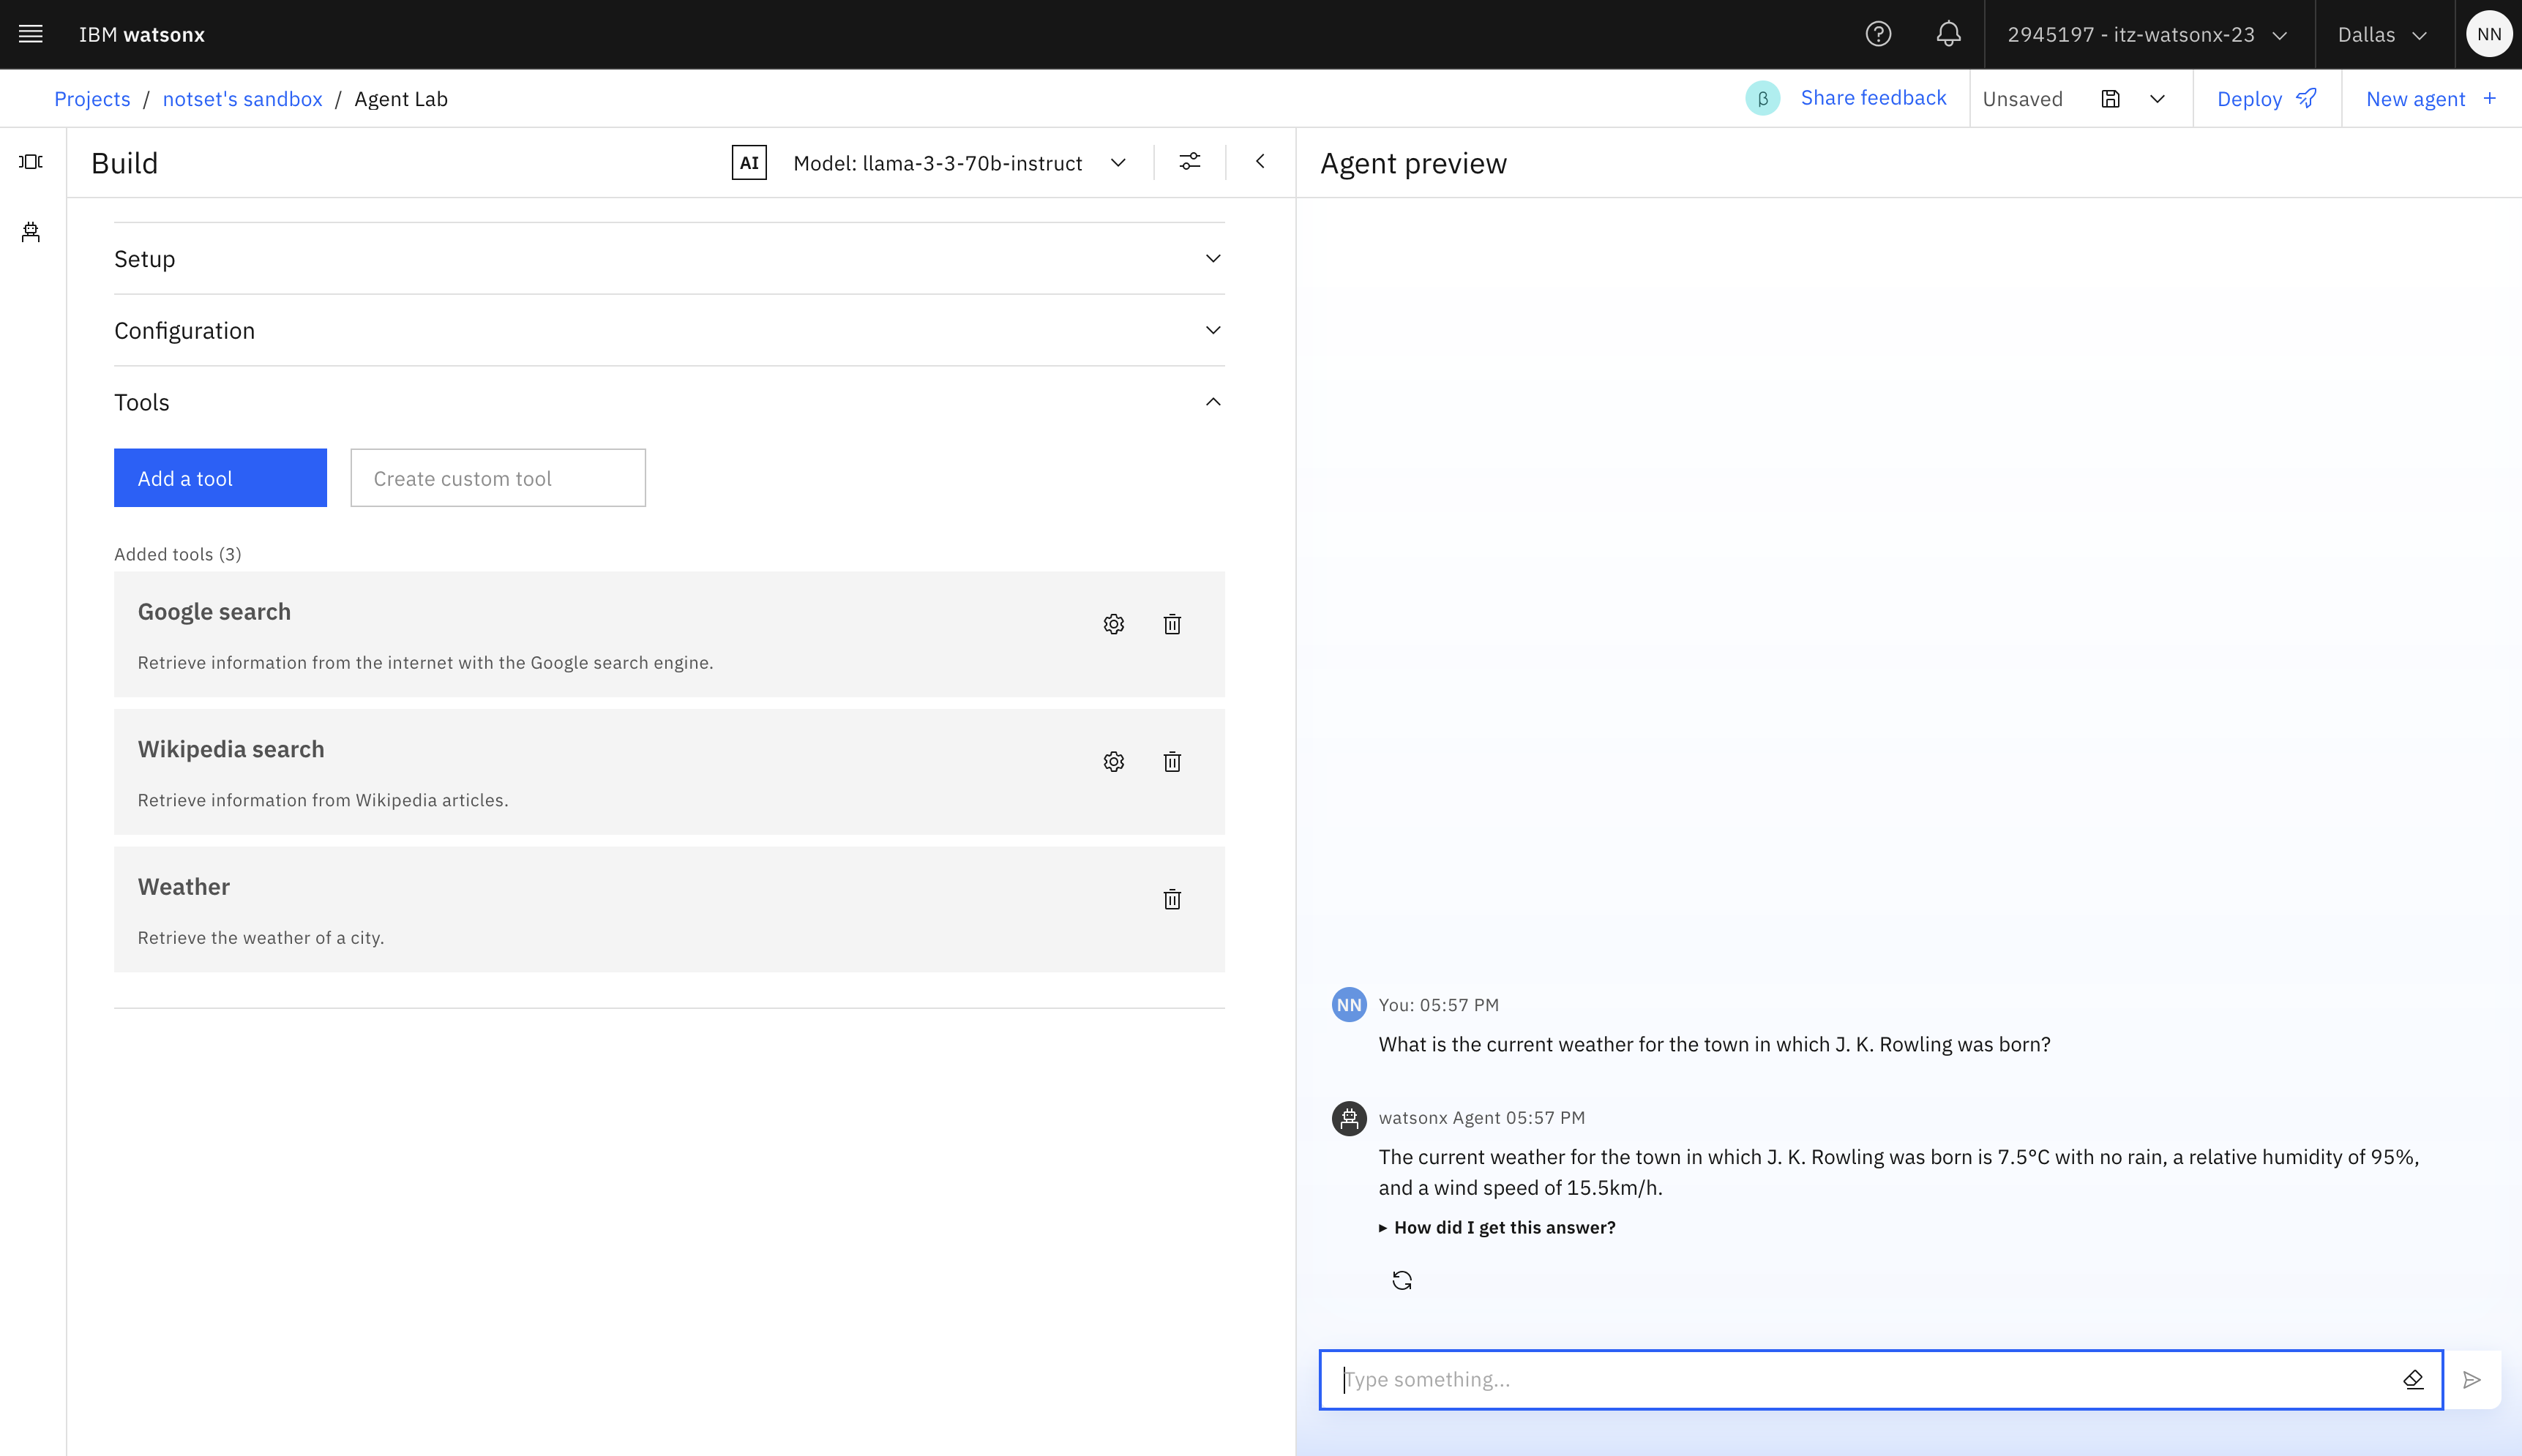 IBM watsonx
2945197 - itz-watsonx-23
Dallas
NN
Projects / notset's sandbox / Agent Lab
β
Share feedback
Unsaved
Deploy
New agent +
Build
AI
Model: llama-3-3-70b-instruct
Agent preview
Setup
Configuration
Tools
Add a tool
Create custom tool
Added tools (3)
Google search
Retrieve information from the internet with the Google search engine.
Wikipedia search
Retrieve information from Wikipedia articles.
Weather
Retrieve the weather of a city.
NN
You: 05:57 PM
What is the current weather for the town in which J. K. Rowling was born?
watsonx Agent 05:57 PM
The current weather for the town in which J. K. Rowling was born is 7.5°C with no rain, a relative humidity of 95%,
and a wind speed of 15.5km/h.
How did I get this answer?
Type something...